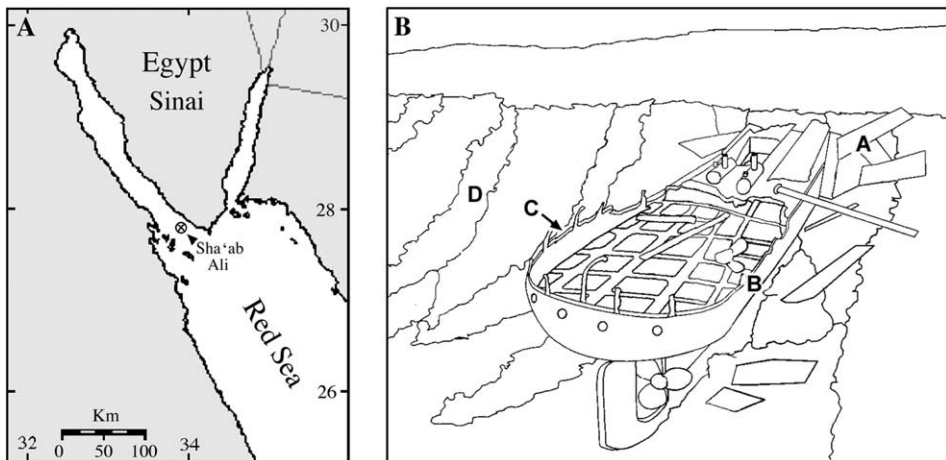 A
Egypt
Sinai
30
28
Sha‘ab
Ali
Red Sea
26
Km
32
34
0 50 100
B
A
D
C
B